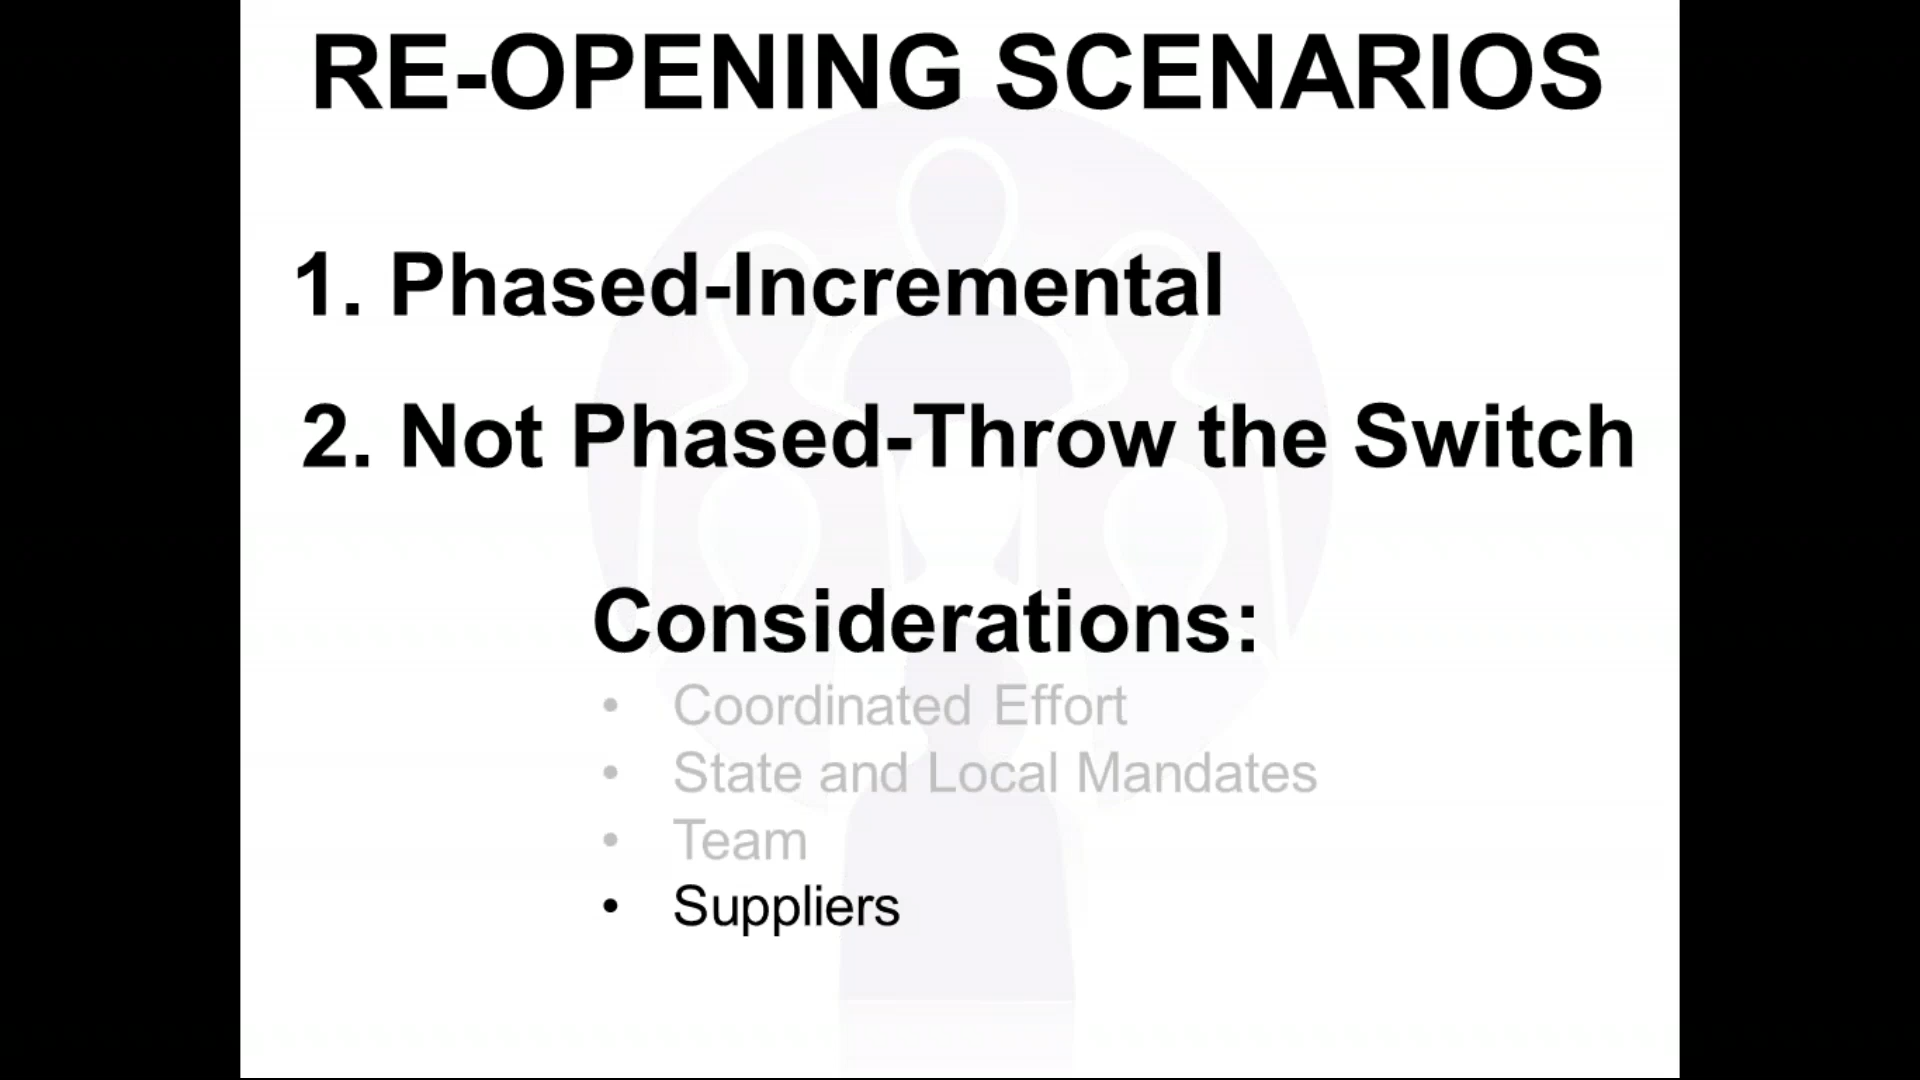 RE-OPENING SCENARIOS
1. Phased-Incremental
2. Not Phased-Throw the Switch
Considerations:
• Coordinated Effort
• State and Local Mandates
• Team
• Suppliers